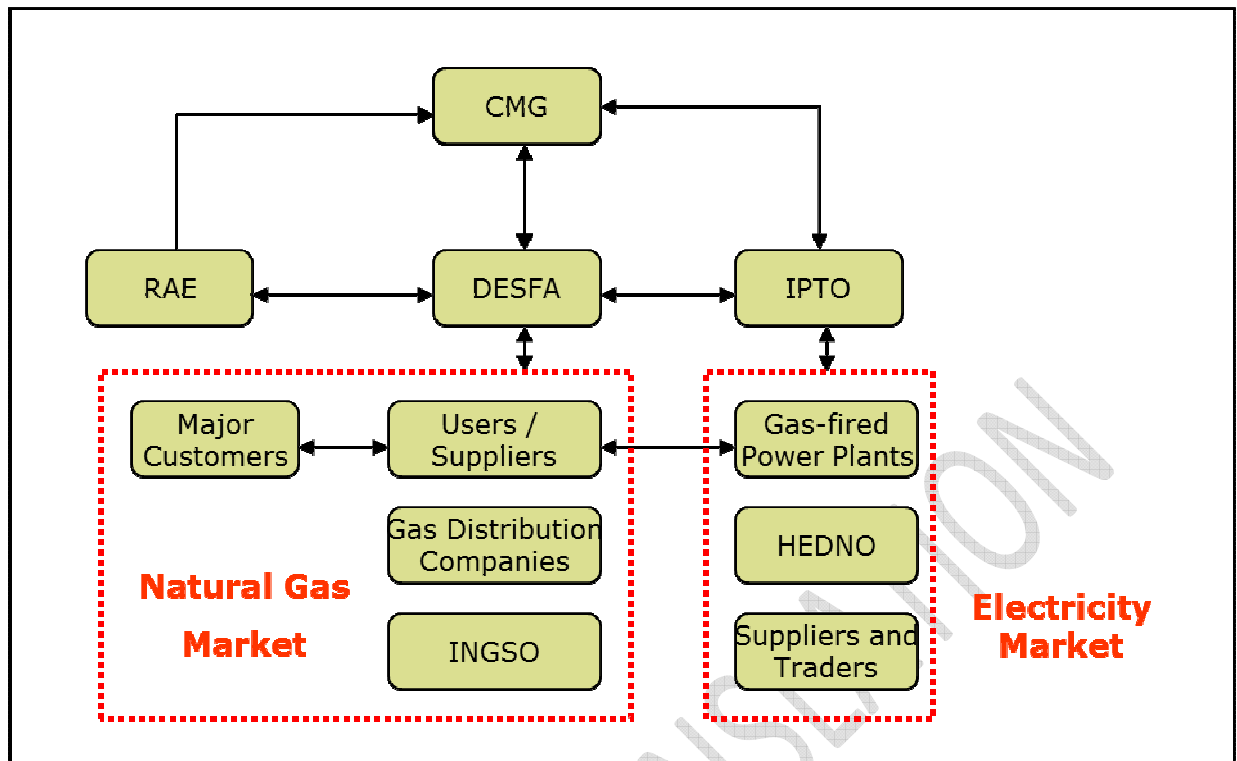 CMG
RAE
DESFA
IPTO
Major
Customers
Users /
Suppliers
Gas-fired
Power Plants
Gas Distribution
Companies
HEDNO
Natural Gas
Market
INGSO
Suppliers and
Traders
Electricity
Market